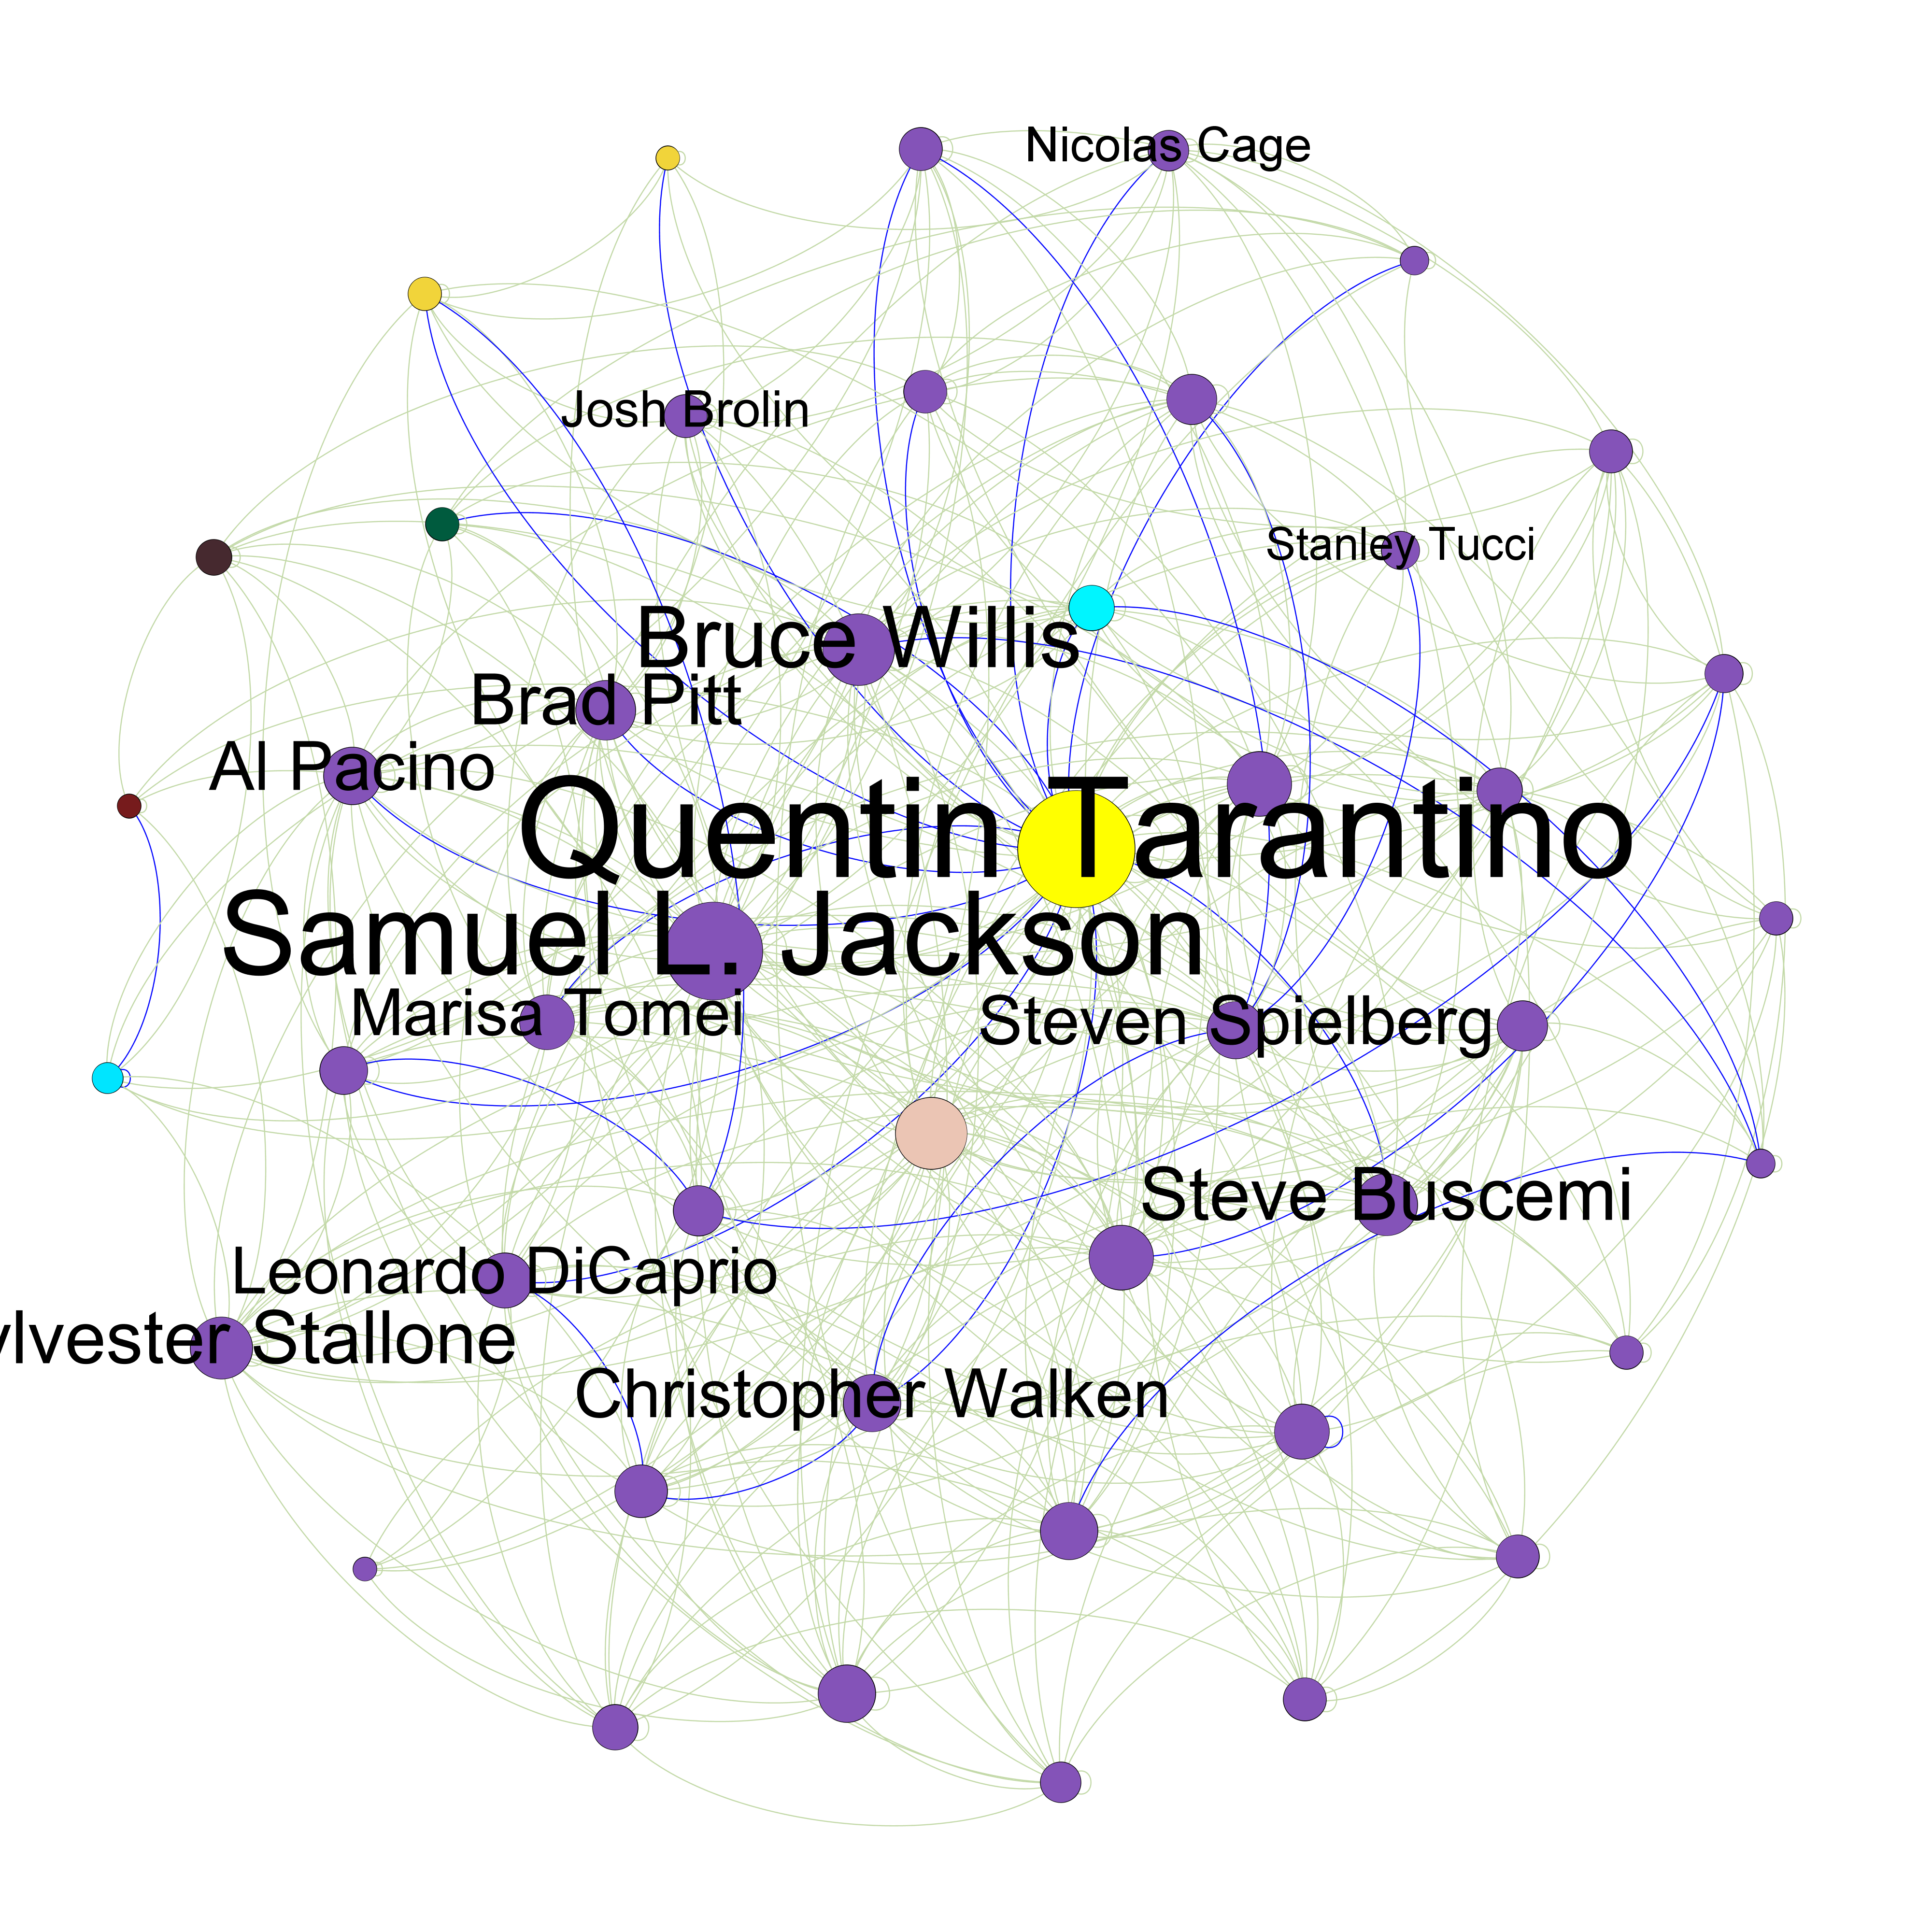 Nicolas Cage
Josh Brolin
Stanley Tucci
Bruce Willis
Brad Pitt
Al Pacino
Quentin Tarantino
Samuel L. Jackson
Marisa Tomei
Steven Spielberg
Steve Buscemi
Leonardo DiCaprio
ylvester Stallone
Christopher Walken